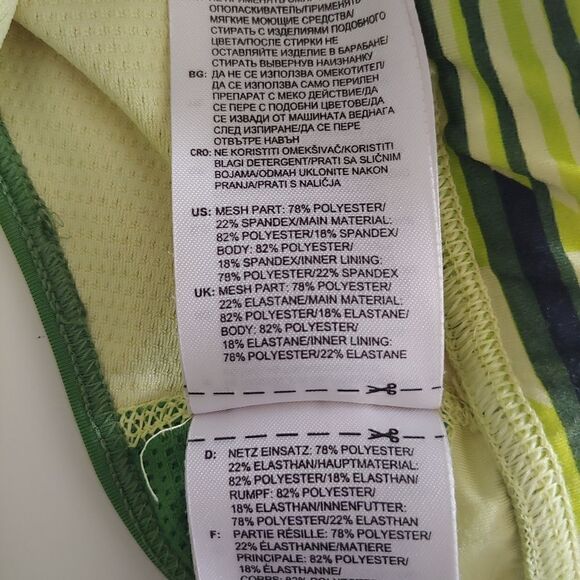 ОПОЛАСКИВАТЕЛЬ/ПРИМЕНЯТЬ
МЯГКИЕ МОЮЩИЕ СРЕДСТВА/
СТИРАТЬ С ИЗДЕЛИЯМИ ПОДОБНОГО
ЦВЕТА/ПОСЛЕ СТИРКИ НЕ
ОСТАВЛЯЙТЕ ИЗДЕЛИЕ В БАРАБАНЕ/
СТИРАТЬ ВЫВЕРНУВ НАИЗНАНКУ
BG: ДА НЕ СЕ ИЗПОЛЗВА ОМЕКОТИТЕЛ/
ДА СЕ ИЗПОЛЗВА САМО ПЕРИЛЕН
ПРЕПАРАТ С МЕКО ДЕЙСТВИЕ/ДА
СЕ ПЕРЕ С ПОДОБНИ ЦВЕТОВЕ/ДА
СЕ ИЗВАДИ ОТ МАШИНАТА ВЕДНАГА
СЛЕД ИЗПИРАНЕ/ДА СЕ ПЕРЕ
ОТВЪТРЕ НАВЪН
CRO: NE KORISTITI OMEKŠIVAČ/KORISTITI
BLAGI DETERGENT/PRATI SA SLIČNIM
BOJAMA/ODMAH UKLONITE NAKON
PRANJA/PRATI S NALIČJA
US: MESH PART: 78% POLYESTER/
22% SPANDEX/MAIN MATERIAL:
82% POLYESTER/18% SPANDEX/
BODY: 82% POLYESTER/
18% SPANDEX/INNER LINING:
78% POLYESTER/22% SPANDEX
UK: MESH PART: 78% POLYESTER/
22% ELASTANE/MAIN MATERIAL:
82% POLYESTER/18% ELASTANE/
BODY: 82% POLYESTER/
18% ELASTANE/INNER LINING:
78% POLYESTER/22% ELASTANE
D: NETZ EINSATZ: 78% POLYESTER/
22% ELASTHAN/HAUPTMATERIAL:
82% POLYESTER/18% ELASTHAN/
RUMPF: 82% POLYESTER/
18% ELASTHAN/INNENFUTTER:
78% POLYESTER/22% ELASTHAN
F: PARTIE RÉSILLE: 78% POLYESTER/
22% ÉLASTHANNE/MATIERE
PRINCIPALE: 82% POLYESTER/
18% ÉLASTHANNE/
CORPS: 82% POLYESTER/